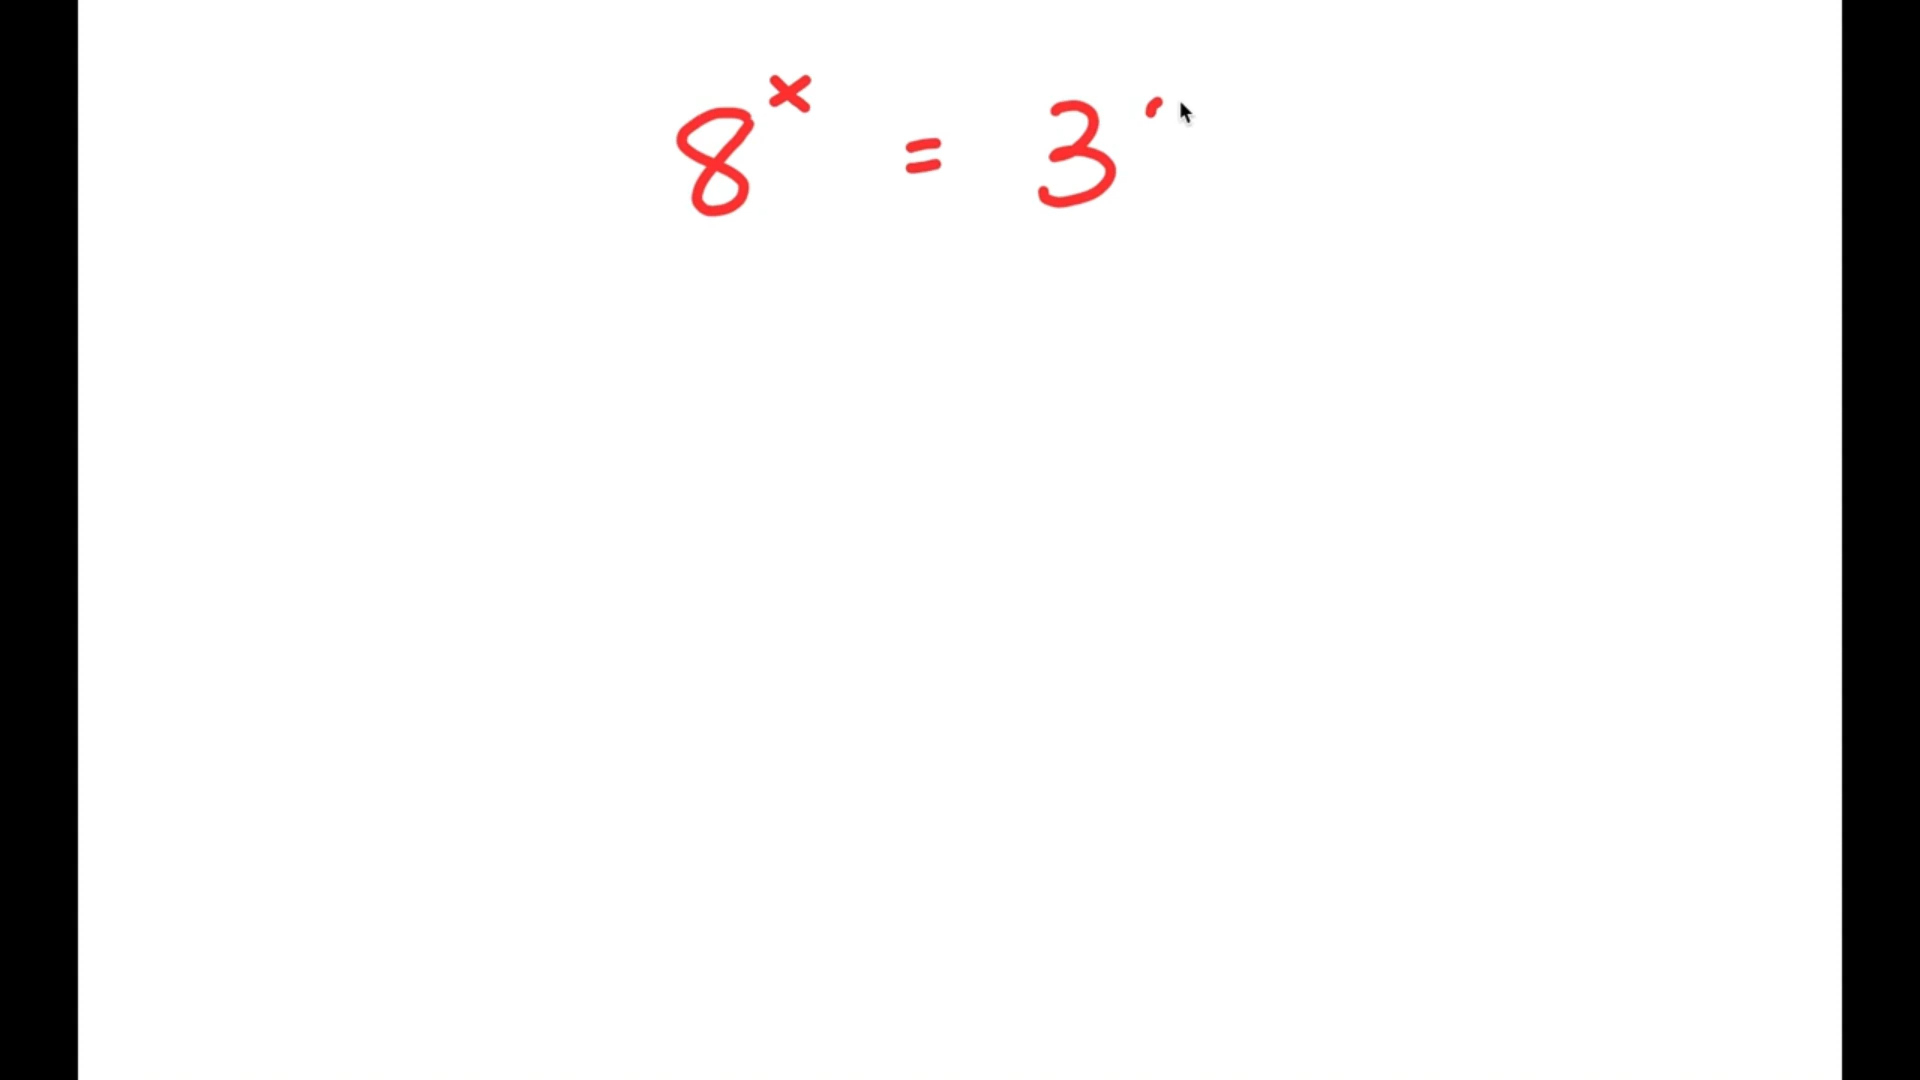 8ˣ = 3